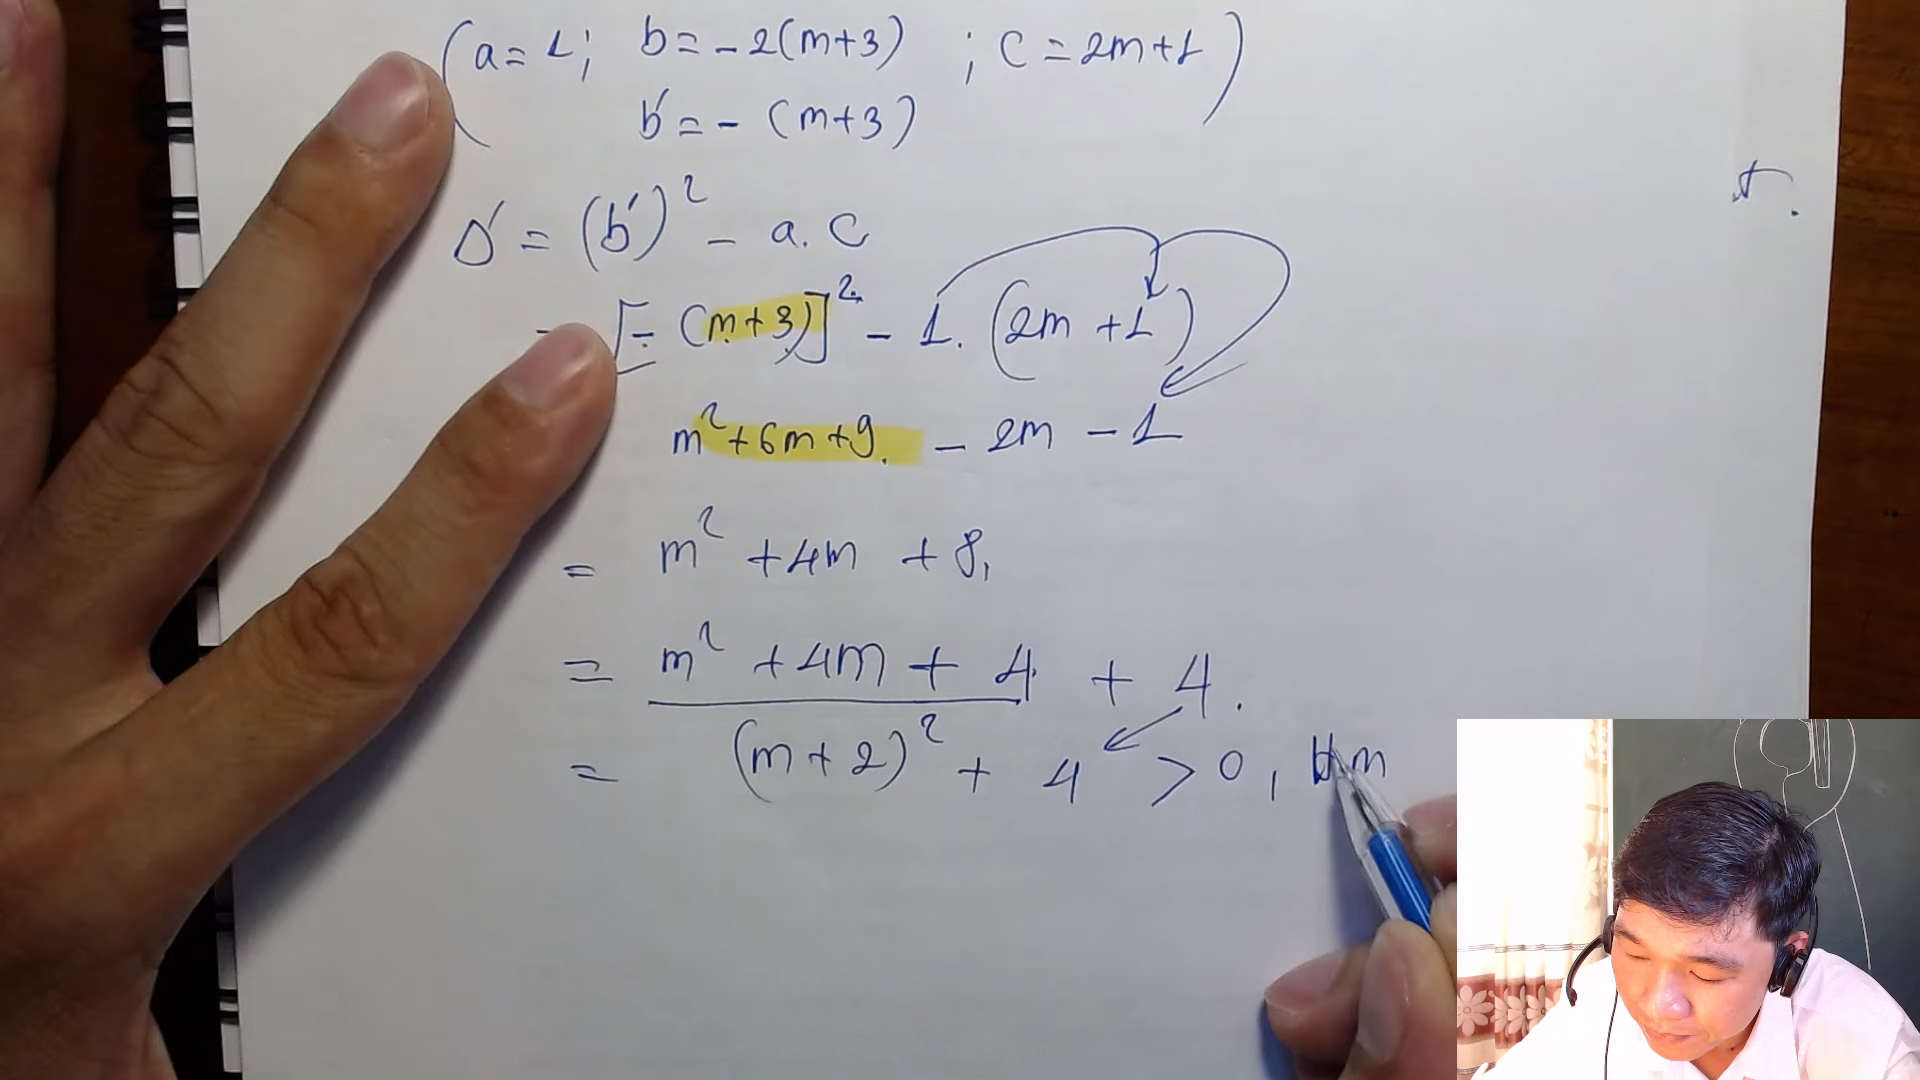 (a = 1; b = -2(m+3) ; c = 2m+1)
b' = - (m+3)
Δ' = (b')² - a.c
= [- (m+3)]² - 1. (2m +1)
m² + 6m + 9 - 2m - 1
= m² + 4m + 8
= m² + 4m + 4 + 4.
= (m + 2)² + 4 > 0, ∀m